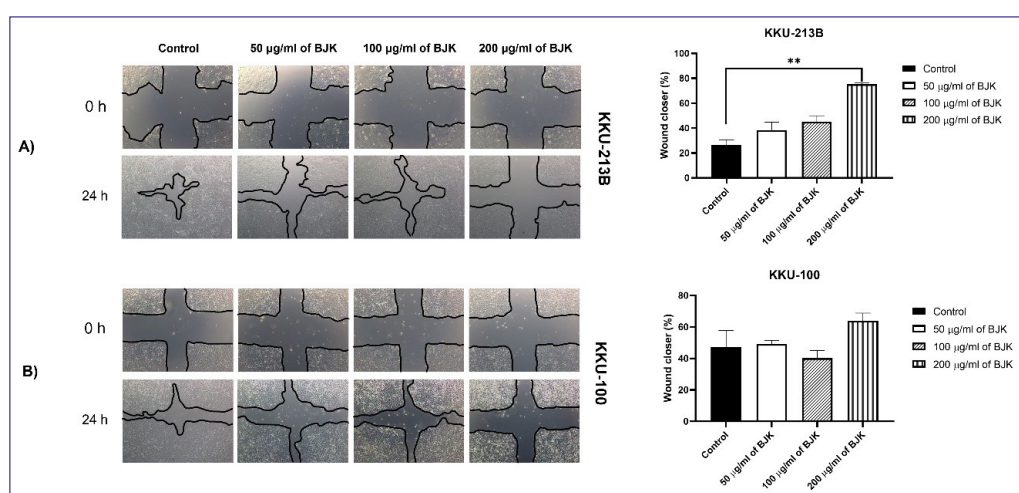 Control
50 µg/ml of BJK
100 µg/ml of BJK
200 µg/ml of BJK
A)
0 h
24 h
KKU-213B
KKU-213B
Wound closer (%)
100
80
60
40
20
0
**
Control
50 µg/ml of BJK
100 µg/ml of BJK
200 µg/ml of BJK
Control
50 µg/ml of BJK
100 µg/ml of BJK
200 µg/ml of BJK
B)
0 h
24 h
KKU-100
KKU-100
Wound closer (%)
80
60
40
20
0
Control
50 µg/ml of BJK
100 µg/ml of BJK
200 µg/ml of BJK
Control
50 µg/ml of BJK
100 µg/ml of BJK
200 µg/ml of BJK